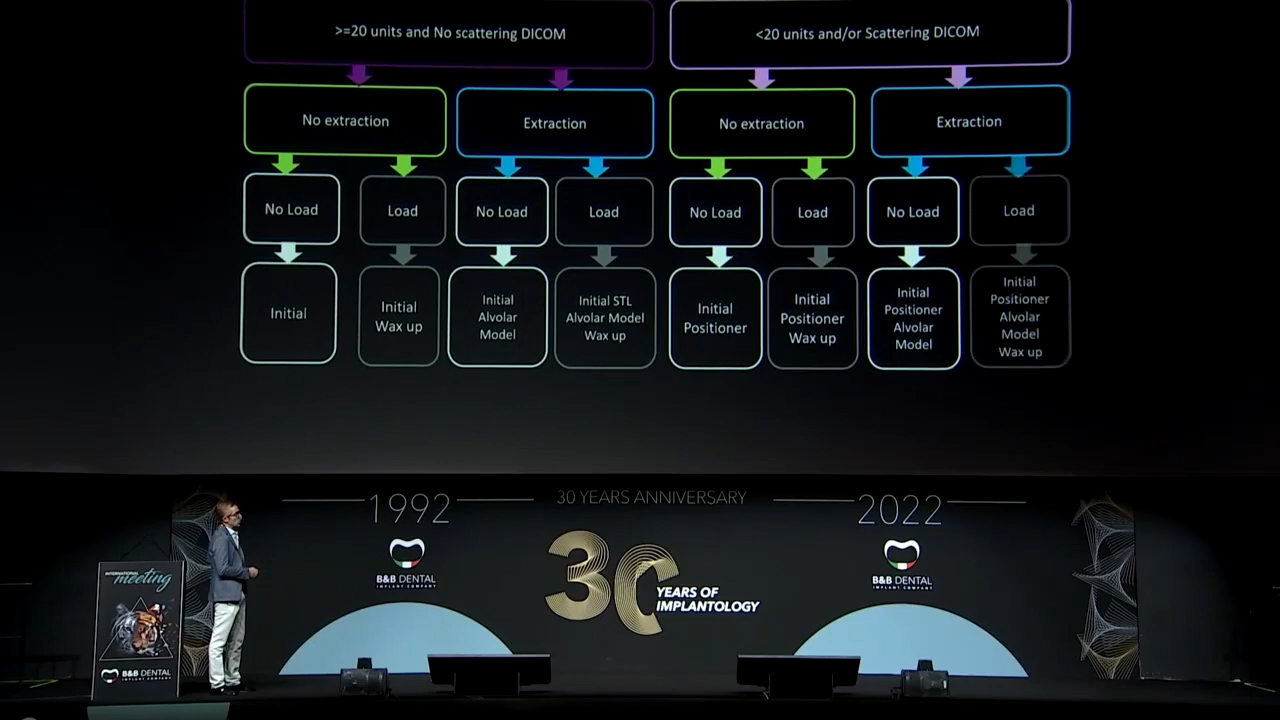 >=20 units and No scattering DICOM
<20 units and/or Scattering DICOM
No extraction
Extraction
No extraction
Extraction
No Load
Load
No Load
Load
No Load
Load
No Load
Load
Initial
Initial
Wax up
Initial
Alvolar
Model
Initial STL
Alvolar Model
Wax up
Initial
Positioner
Initial
Positioner
Wax up
Initial
Positioner
Alvolar
Model
Initial
Positioner
Alvolar
Model
Wax up
1992
30 YEARS ANNIVERSARY
2022
B&B DENTAL
IMPLANT COMPANY
30
YEARS OF
IMPLANTOLOGY
B&B DENTAL
IMPLANT COMPANY
INTERNATIONAL
meeting
B&B DENTAL
IMPLANT COMPANY